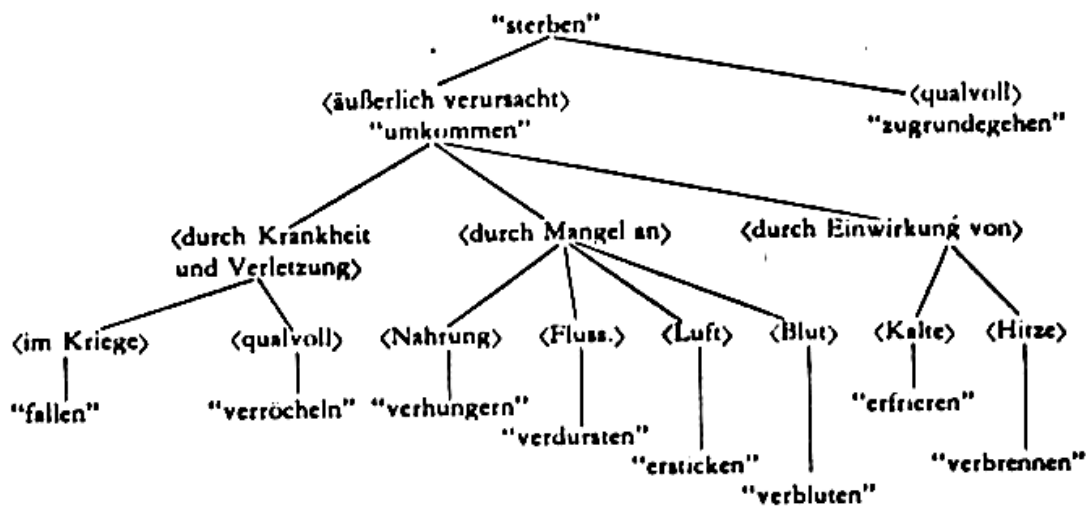 “sterben”
⟨äußerlich verursacht⟩ ⟨qualvoll⟩
“umkommen” “zugrundegehen”
⟨durch Krankheit ⟨durch Mangel an⟩ ⟨durch Einwirkung von⟩
und Verletzung⟩
⟨im Kriege⟩ ⟨qualvoll⟩ ⟨Nahrung⟩ ⟨Fluss.⟩ ⟨Luft⟩ ⟨Blut⟩ ⟨Kalte⟩ ⟨Hitze⟩
“fallen” “verröcheln” “verhungern” “erfrieren”
“verdursten”
“ersticken” “verbrennen”
“verbluten”